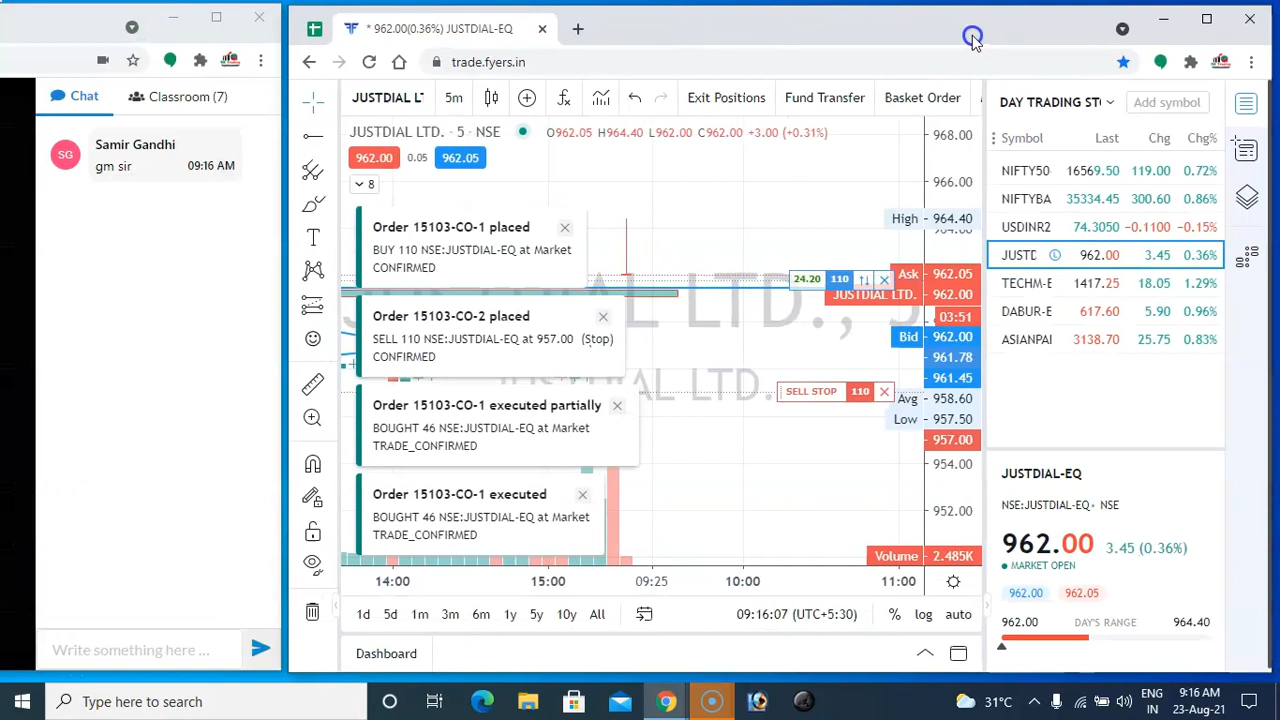 * 962.00(0.36%) JUSTDIAL-EQ
trade.fyers.in
Chat
Classroom (7)
SG
Samir Gandhi
gm sir
09:16 AM
Write something here ...
JUSTDIAL LT
5m
Exit Positions
Fund Transfer
Basket Order
JUSTDIAL LTD. · 5 · NSE
O962.05 H964.40 L962.00 C962.00 +3.00 (+0.31%)
962.00
0.05
962.05
8
Order 15103-CO-1 placed
BUY 110 NSE:JUSTDIAL-EQ at Market
CONFIRMED
Order 15103-CO-2 placed
SELL 110 NSE:JUSTDIAL-EQ at 957.00 (Stop)
CONFIRMED
Order 15103-CO-1 executed partially
BOUGHT 46 NSE:JUSTDIAL-EQ at Market
TRADE_CONFIRMED
Order 15103-CO-1 executed
BOUGHT 46 NSE:JUSTDIAL-EQ at Market
TRADE_CONFIRMED
JUSTDIAL LTD.
24.20
110
SELL STOP
110
968.00
966.00
High
964.40
964.00
Ask
962.05
JUSTDIAL LTD.
962.00
03:51
Bid
962.00
961.78
961.45
Avg
958.60
Low
957.50
957.00
954.00
952.00
Volume
2.485K
14:00
15:00
09:25
10:00
11:00
1d
5d
1m
3m
6m
1y
5y
10y
All
09:16:07 (UTC+5:30)
%
log
auto
Dashboard
DAY TRADING STO
Add symbol
Symbol
Last
Chg
Chg%
NIFTY50
16569.50
119.00
0.72%
NIFTYBA
35334.45
300.60
0.86%
USDINR2
74.3050
−0.1100
−0.15%
JUSTD
962.00
3.45
0.36%
TECHM-E
1417.25
18.05
1.29%
DABUR-E
617.60
5.90
0.96%
ASIANPAI
3138.70
25.75
0.83%
JUSTDIAL-EQ
NSE:JUSTDIAL-EQ• NSE
962.00
3.45 (0.36%)
MARKET OPEN
962.00
962.05
962.00
DAY'S RANGE
964.40
Type here to search
31°C
ENG
IN
9:16 AM
23-Aug-21